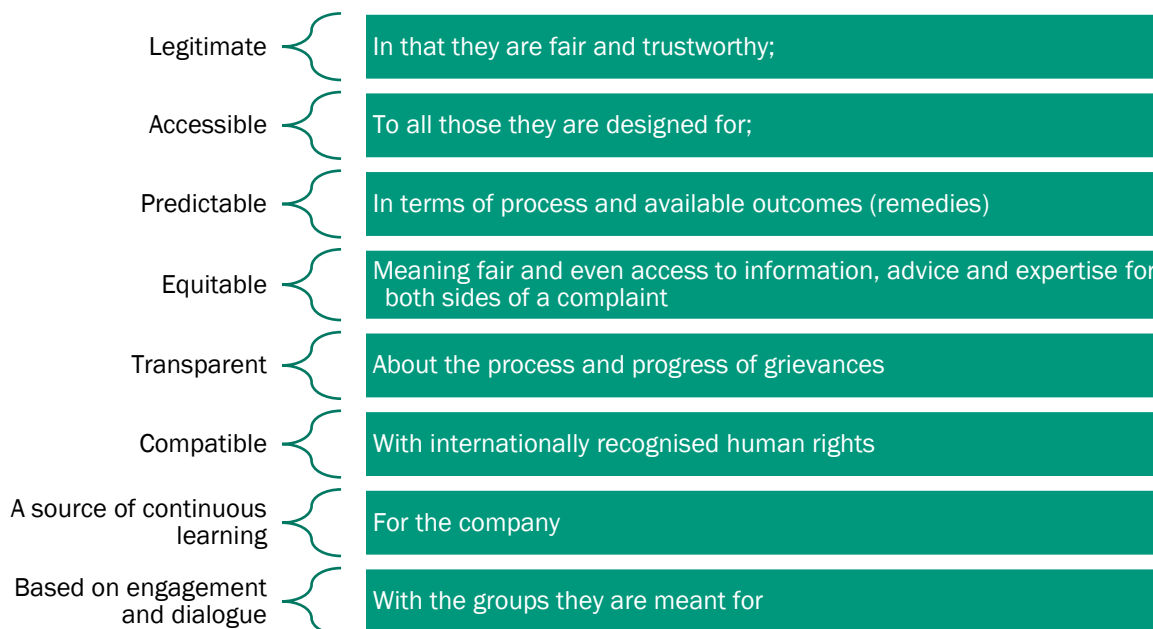 Legitimate
In that they are fair and trustworthy;
Accessible
To all those they are designed for;
Predictable
In terms of process and available outcomes (remedies)
Equitable
Meaning fair and even access to information, advice and expertise for
both sides of a complaint
Transparent
About the process and progress of grievances
Compatible
With internationally recognised human rights
A source of continuous
learning
For the company
Based on engagement
and dialogue
With the groups they are meant for